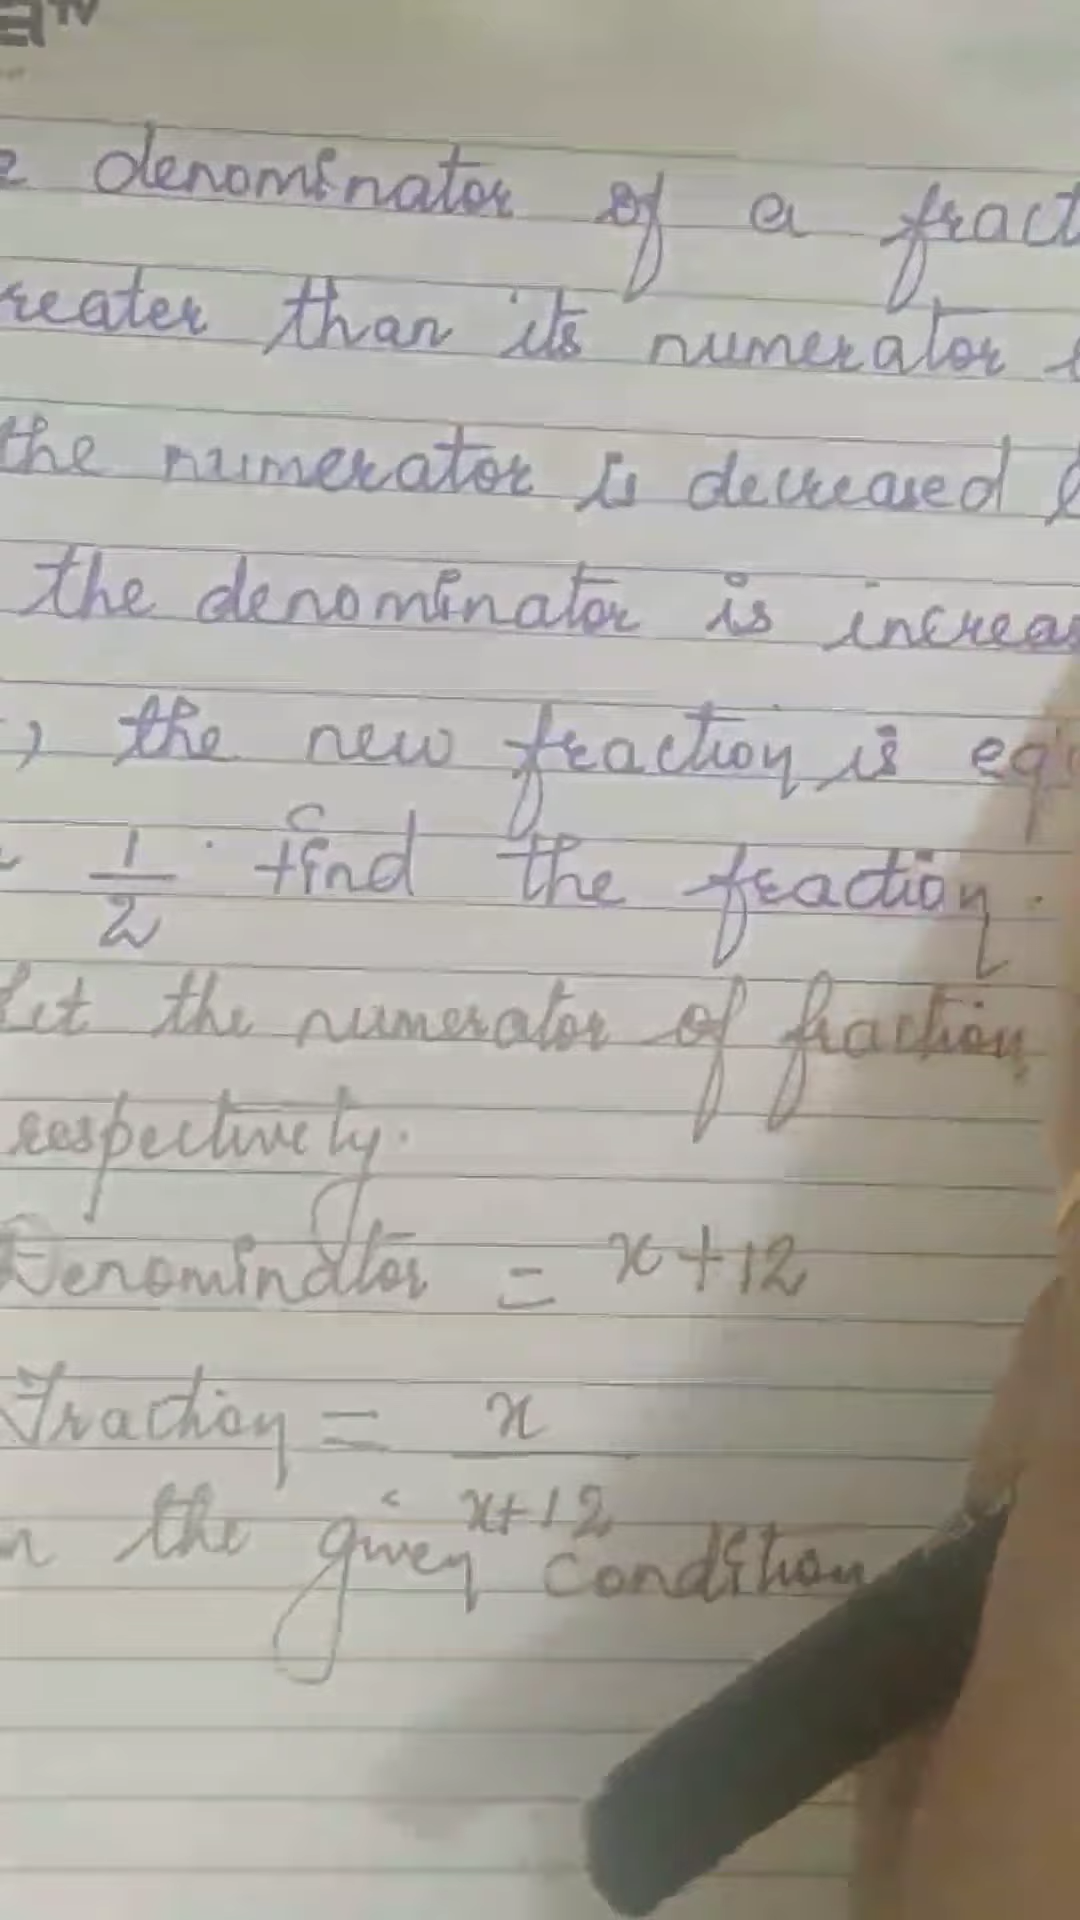 denominator of a fract
reater than its numerator
the numerator is decreased
the denominator is increas
, the new fraction is eq
1
2
find the fraction.
Let the numerator of fraction
respectively.
Denominator = x+12
Fraction = x
x+12
n the given condition